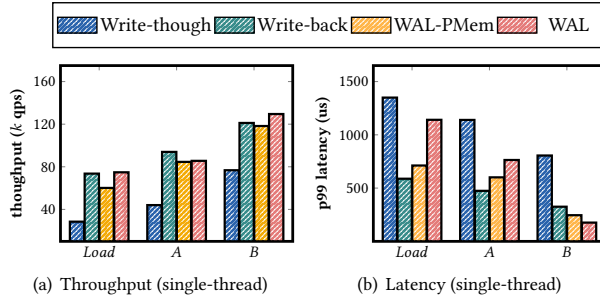 Write-though Write-back WAL-PMem WAL
thoughput (k qps)
160
120
80
40
Load A B
(a) Throughput (single-thread)
p99 latency (us)
1500
1000
500
Load A B
(b) Latency (single-thread)